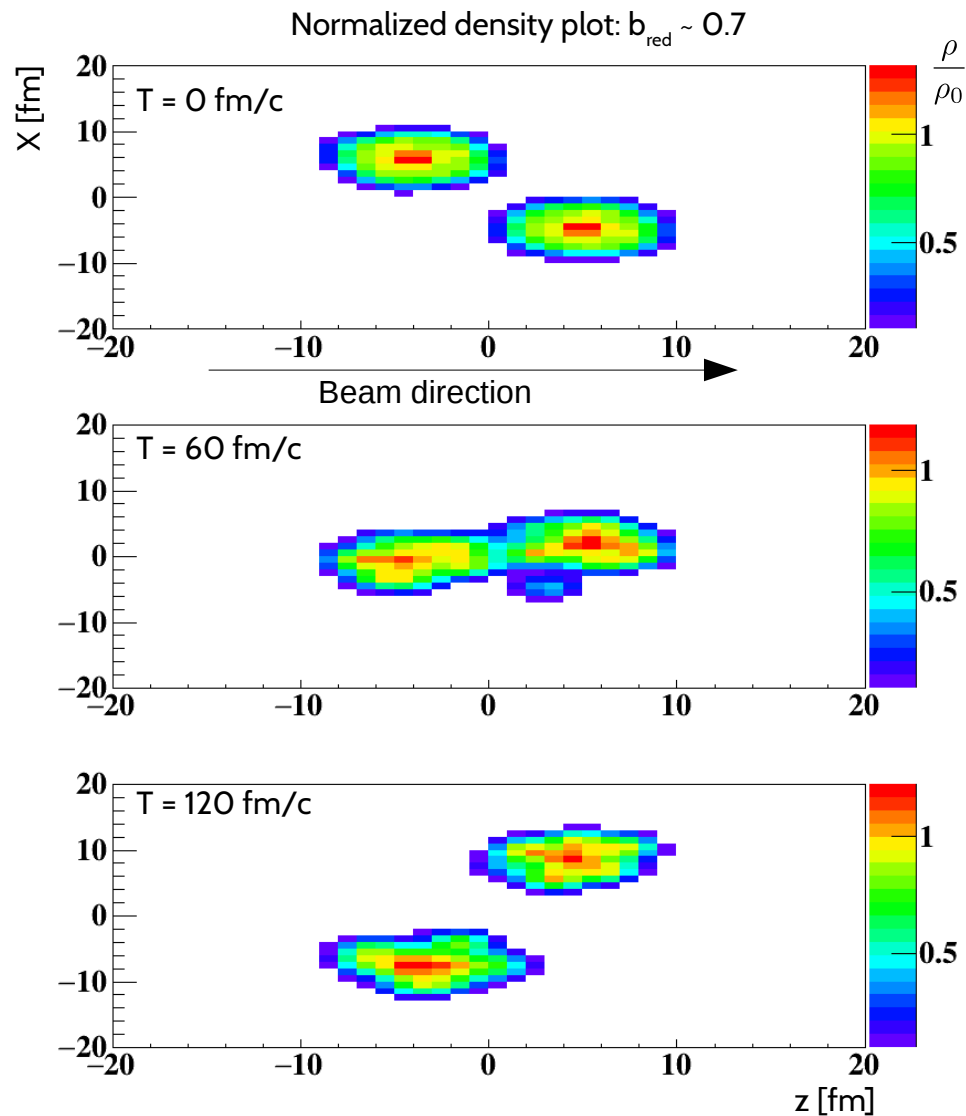 Normalized density plot: b_red ~ 0.7
X [fm]
T = 0 fm/c
ρ/ρ0
20
10
0
−10
−20
−20 −10 0 10 20
1
0.5
Beam direction
T = 60 fm/c
20
10
0
−10
−20
−20 −10 0 10 20
1
0.5
T = 120 fm/c
20
10
0
−10
−20
−20 −10 0 10 20
1
0.5
z [fm]